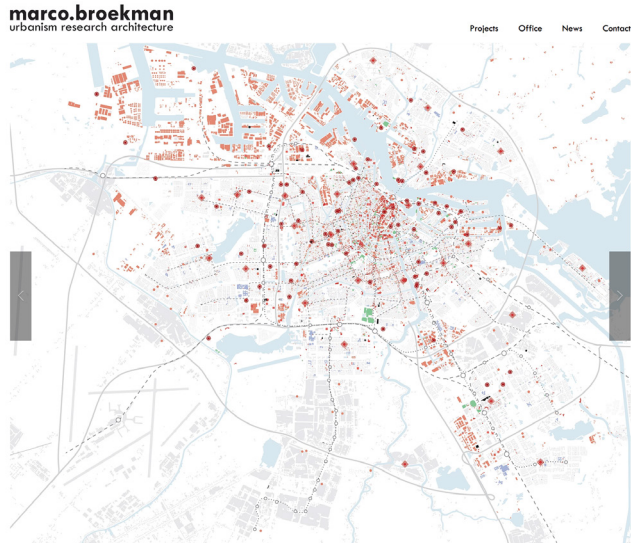 marco.broekman
urbanism research architecture
Projects Office News Contact